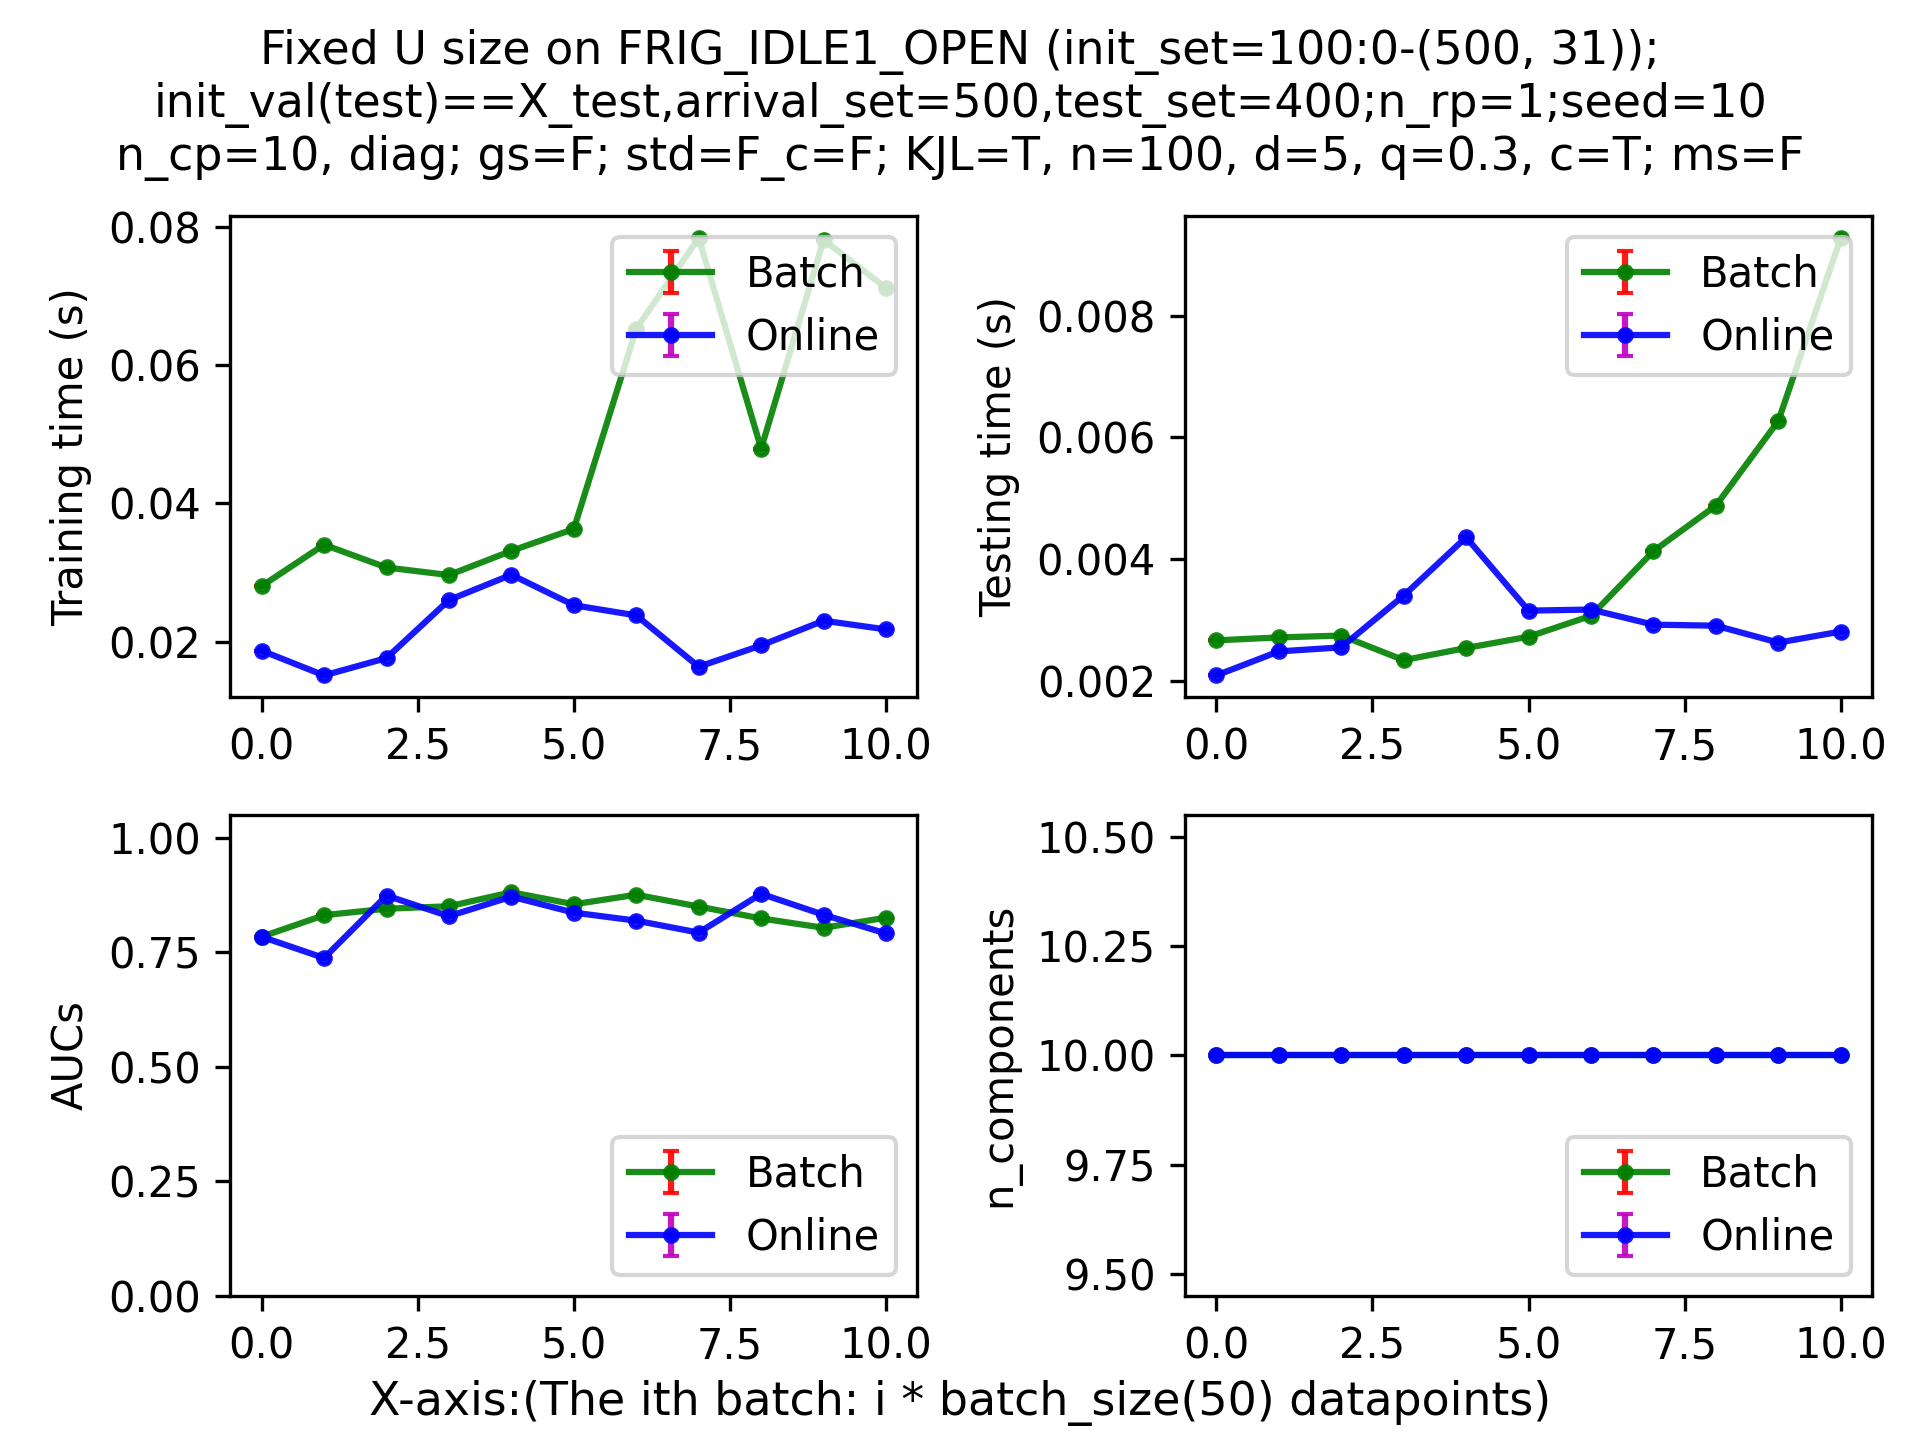 Fixed U size on FRIG_IDLE1_OPEN (init_set=100:0-(500, 31));
init_val(test)==X_test,arrival_set=500,test_set=400;n_rp=1;seed=10
n_cp=10, diag; gs=F; std=F_c=F; KJL=T, n=100, d=5, q=0.3, c=T; ms=F
Training time (s)
0.08
0.06
0.04
0.02
Batch
Online
0.0 2.5 5.0 7.5 10.0
Testing time (s)
0.008
0.006
0.004
0.002
Batch
Online
0.0 2.5 5.0 7.5 10.0
AUCs
1.00
0.75
0.50
0.25
0.00
Batch
Online
0.0 2.5 5.0 7.5 10.0
n_components
10.50
10.25
10.00
9.75
9.50
Batch
Online
0.0 2.5 5.0 7.5 10.0
X-axis:(The ith batch: i * batch_size(50) datapoints)